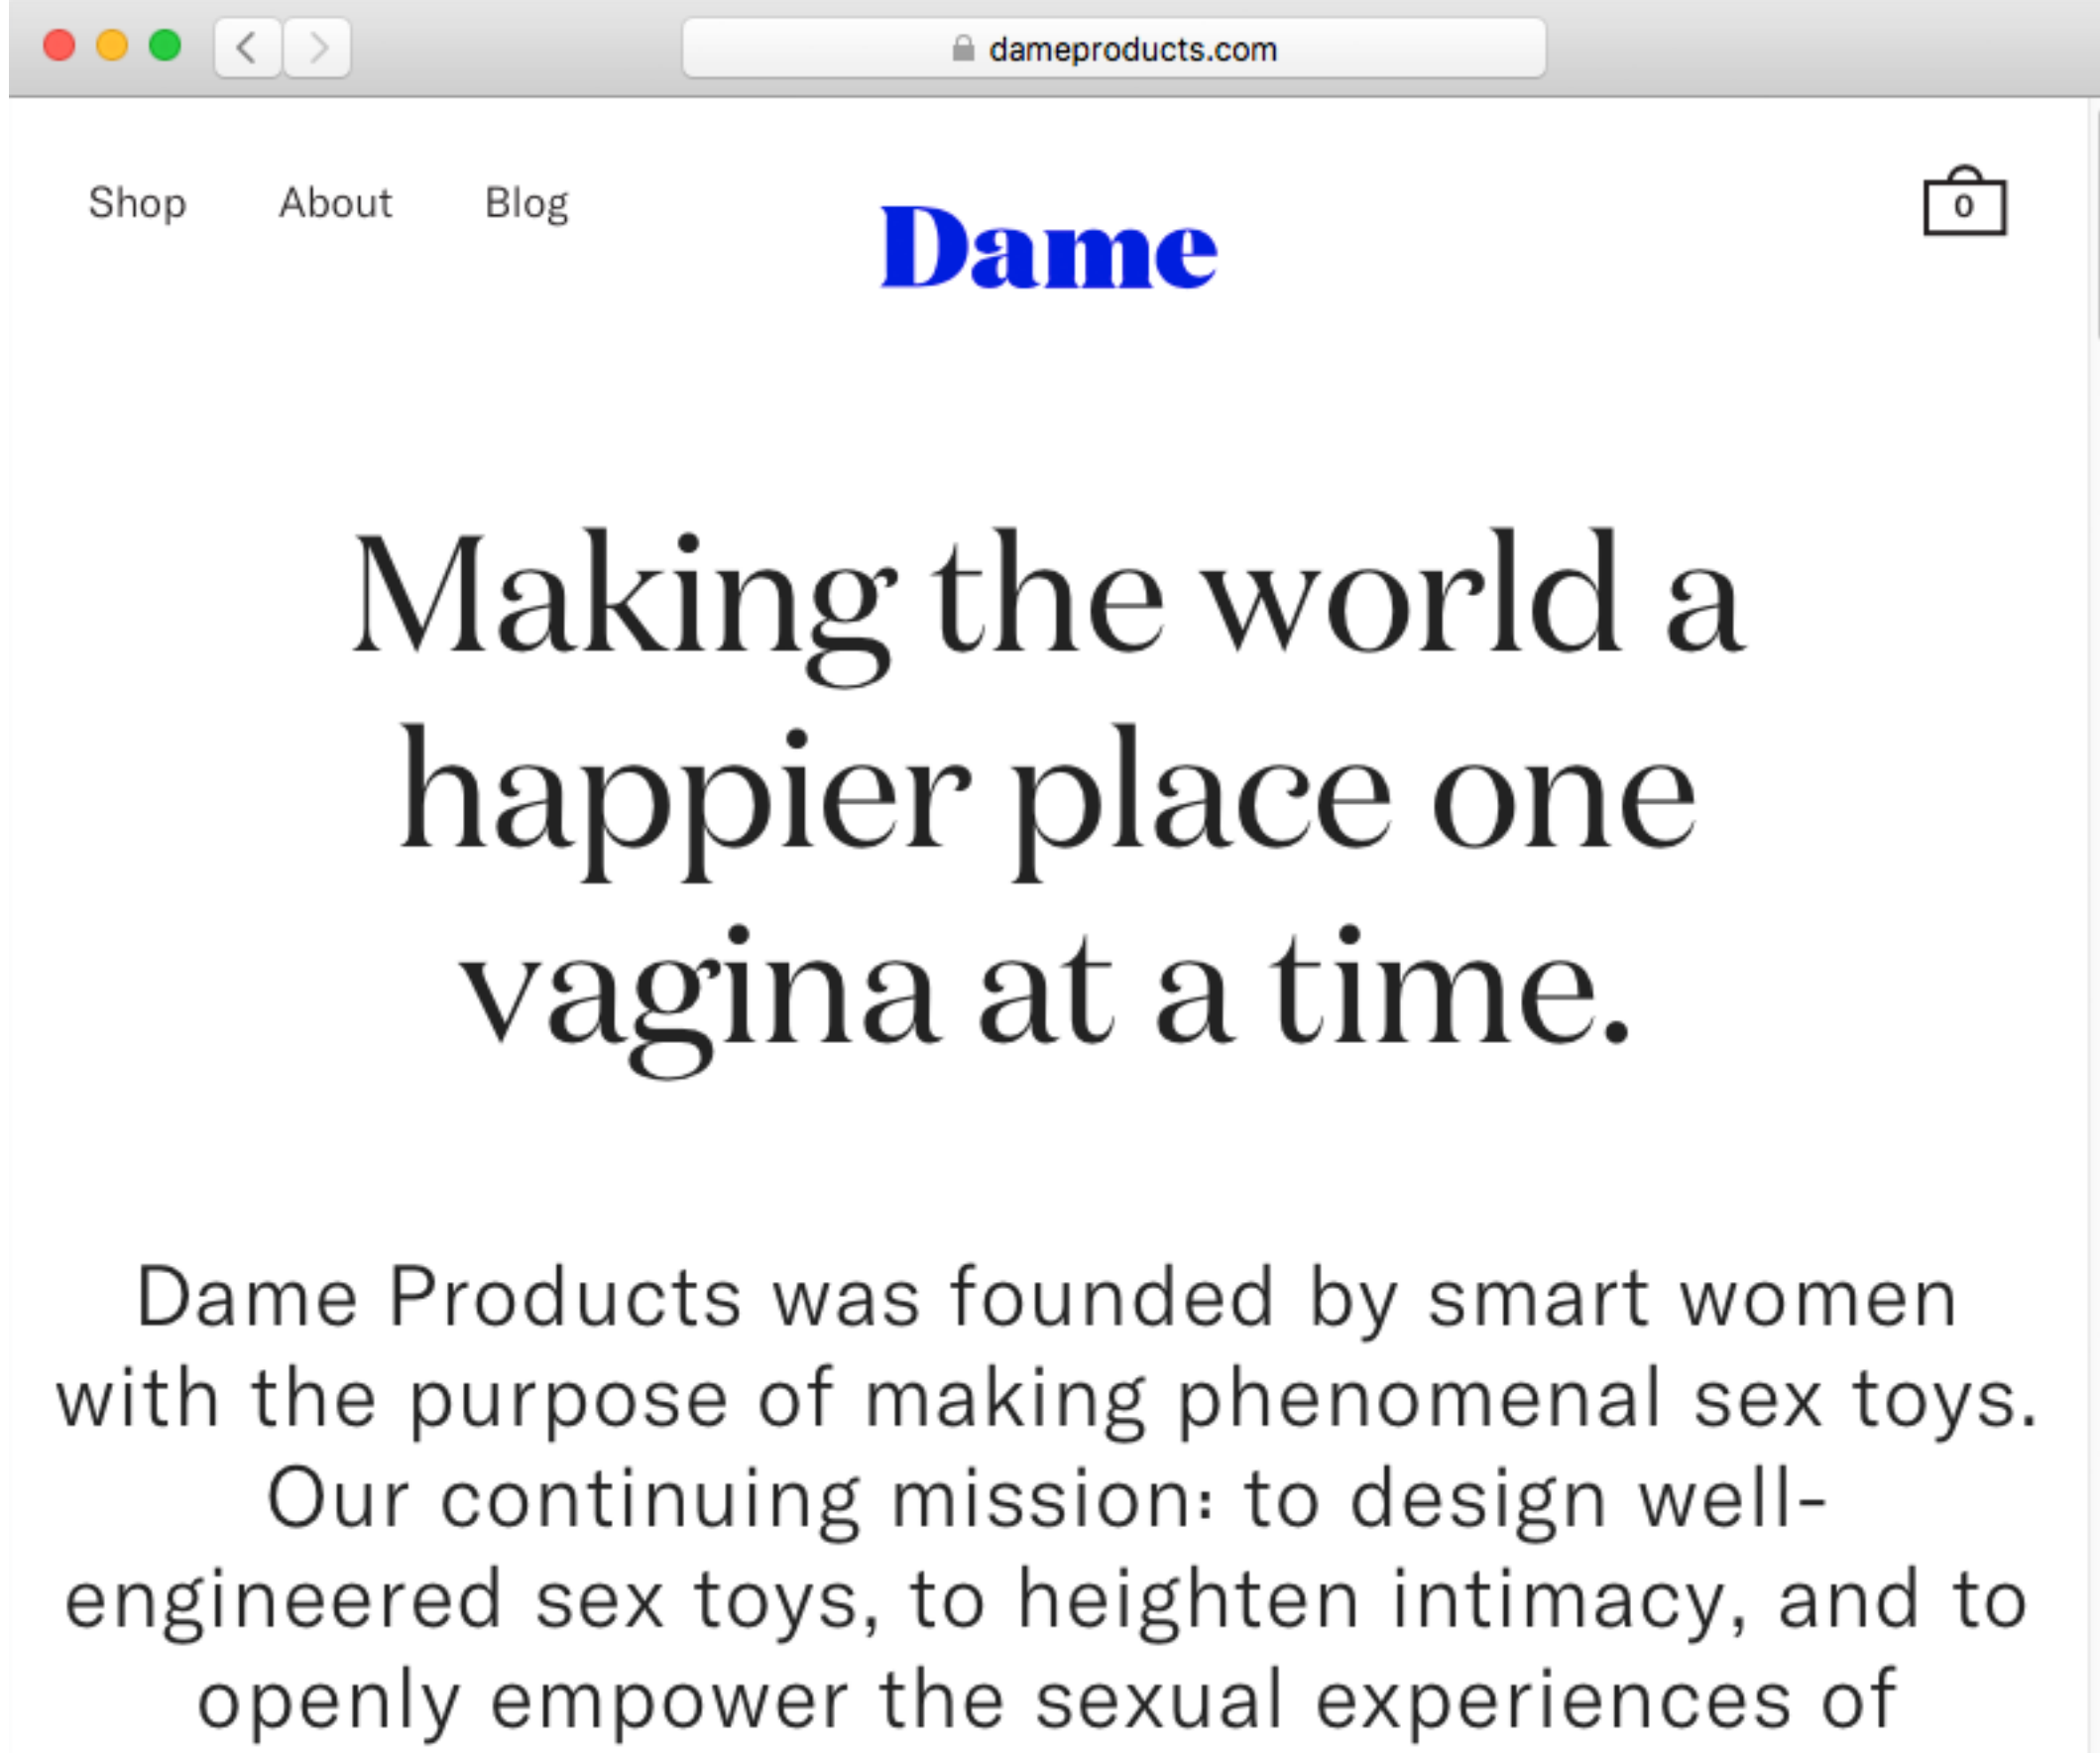 dameproducts.com
Shop About Blog
Dame
0
Making the world a
happier place one
vagina at a time.
Dame Products was founded by smart women
with the purpose of making phenomenal sex toys.
Our continuing mission: to design well-
engineered sex toys, to heighten intimacy, and to
openly empower the sexual experiences of